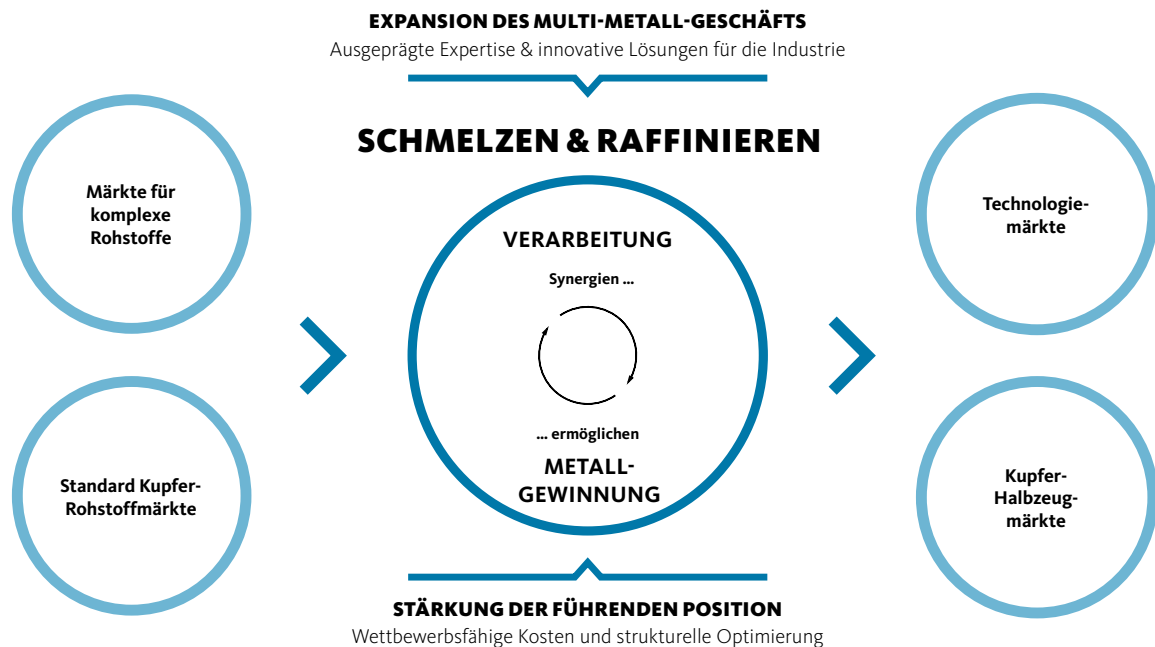 EXPANSION DES MULTI-METALL-GESCHÄFTS
Ausgeprägte Expertise & innovative Lösungen für die Industrie
SCHMELZEN & RAFFINIEREN
Märkte für
komplexe
Rohstoffe
Standard Kupfer-
Rohstoffmärkte
VERARBEITUNG
Synergien ...
... ermöglichen
METALL-
GEWINNUNG
Technologie-
märkte
Kupfer-
Halbzeug-
märkte
STÄRKUNG DER FÜHRENDEN POSITION
Wettbewerbsfähige Kosten und strukturelle Optimierung